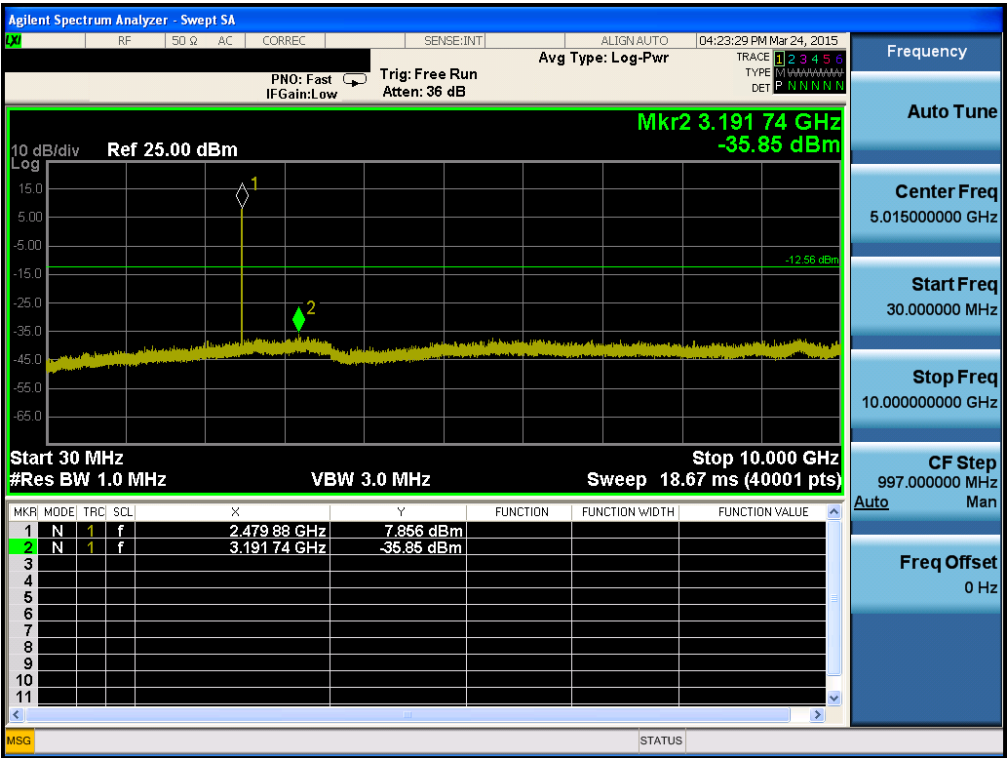 Agilent Spectrum Analyzer - Swept SA
LXI RF 50 Ω AC CORREC SENSE:INT ALIGN AUTO 04:23:29 PM Mar 24, 2015
Frequency
PNO: Fast Trig: Free Run Avg Type: Log-Pwr TRACE 1 2 3 4 5 6
IFGain:Low Atten: 36 dB TYPE M
DET P N N N N N
Auto Tune
Mkr2 3.191 74 GHz
-35.85 dBm
10 dB/div Ref 25.00 dBm
Log
15.0
5.00
-5.00
-15.0
-25.0
-35.0
-45.0
-55.0
-65.0
1
2
-12.56 dBm
Start 30 MHz Stop 10.000 GHz
#Res BW 1.0 MHz VBW 3.0 MHz Sweep 18.67 ms (40001 pts)
Center Freq
5.015000000 GHz
Start Freq
30.000000 MHz
Stop Freq
10.000000000 GHz
CF Step
997.000000 MHz
Auto Man
Freq Offset
0 Hz
MKR MODE TRC SCL X Y FUNCTION FUNCTION WIDTH FUNCTION VALUE
1 N 1 f 2.479 88 GHz 7.856 dBm
2 N 1 f 3.191 74 GHz -35.85 dBm
3
4
5
6
7
8
9
10
11
MSG STATUS